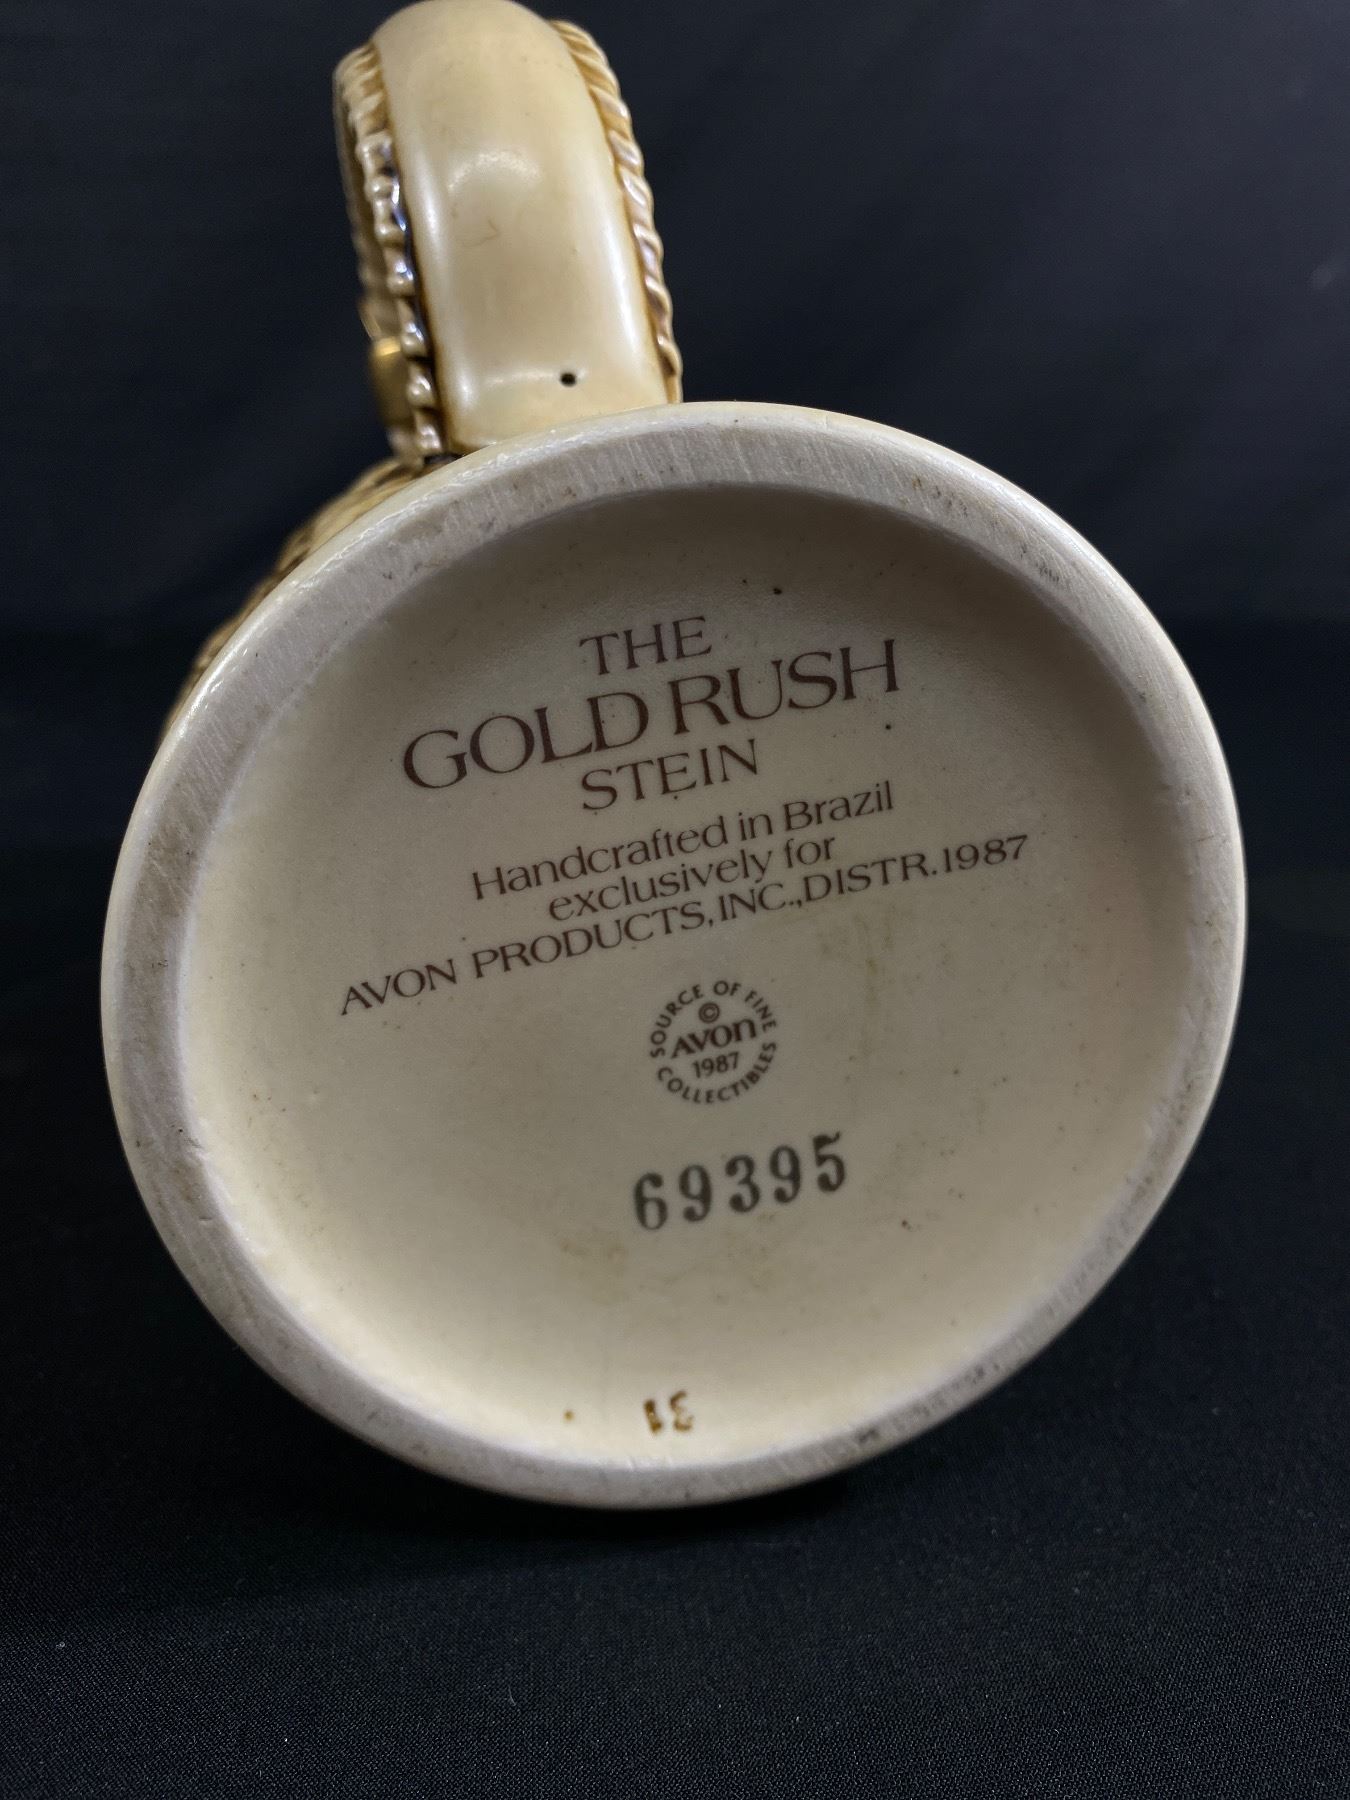 THE
GOLD RUSH
STEIN
Handcrafted in Brazil
exclusively for
AVON PRODUCTS, INC., DISTR. 1987
SOURCE OF FINE
©
AVON
1987
COLLECTIBLES
69395
31